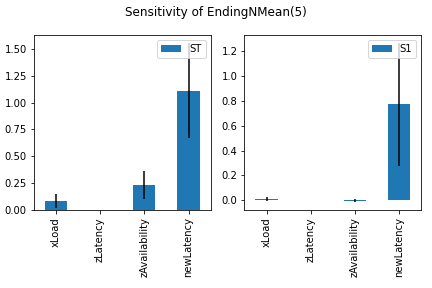 Sensitivity of EndingNMean(5)
ST
1.50
1.25
1.00
0.75
0.50
0.25
0.00
xLoad
zLatency
zAvailability
newLatency
S1
1.2
1.0
0.8
0.6
0.4
0.2
0.0
xLoad
zLatency
zAvailability
newLatency